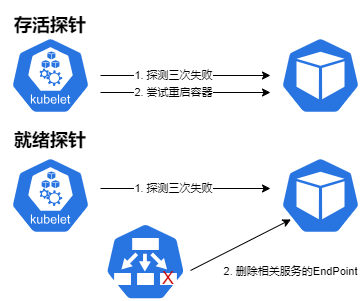 存活探针
kubelet
1. 探测三次失败
2. 尝试重启容器
就绪探针
kubelet
1. 探测三次失败
X
2. 删除相关服务的EndPoint